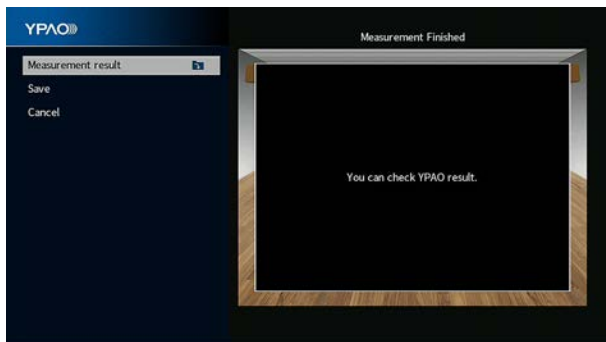 YPAO
Measurement Finished
Measurement result
Save
Cancel
You can check YPAO result.